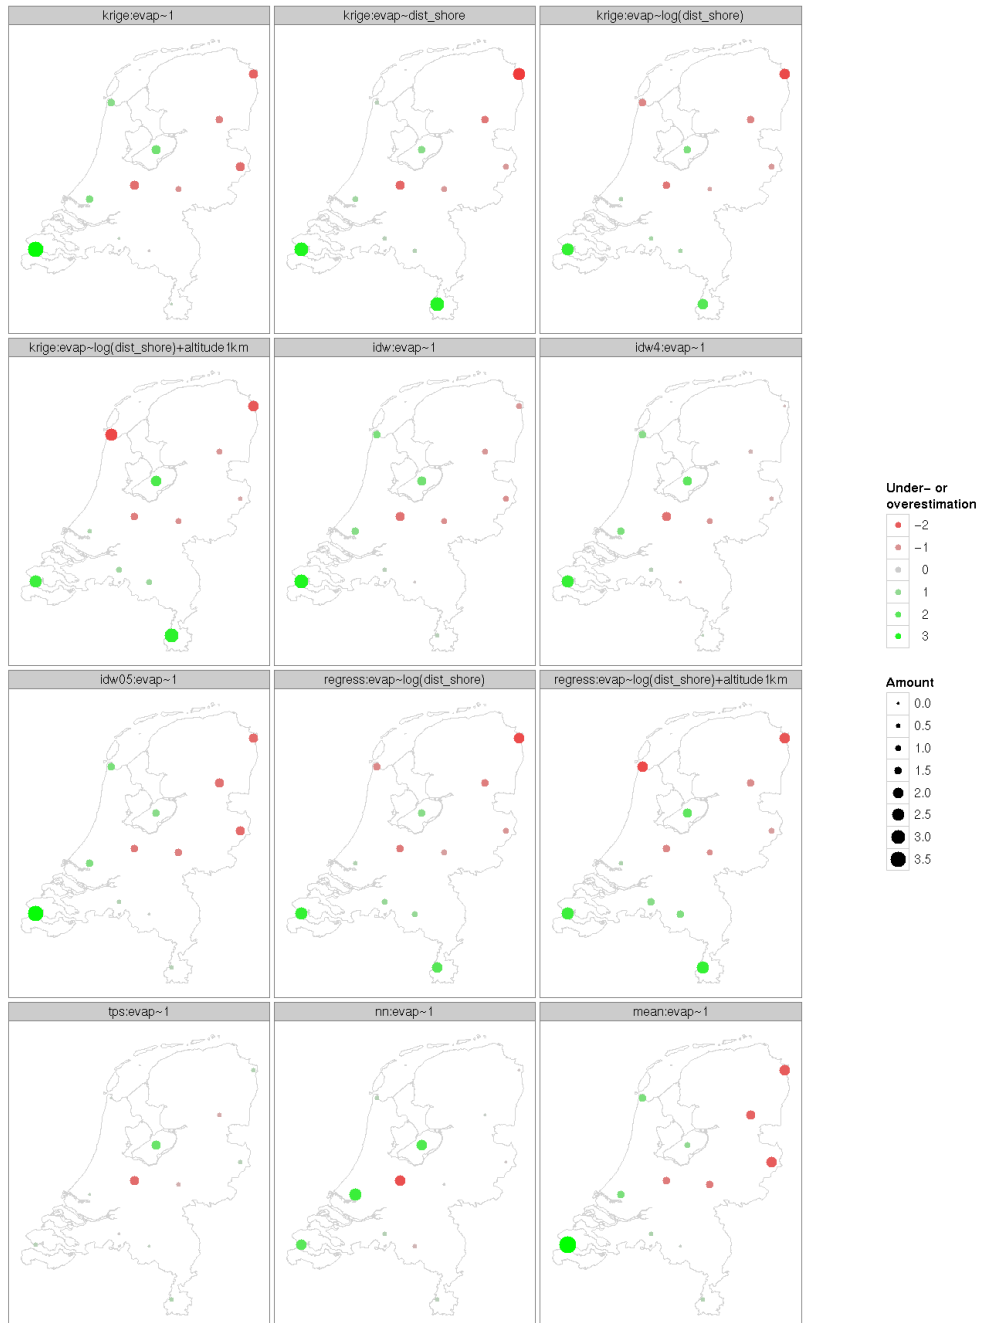 krige:evap~1
krige:evap~dist_shore
krige:evap~log(dist_shore)
krige:evap~log(dist_shore)+altitude1km
idw:evap~1
idw4:evap~1
idw05:evap~1
regress:evap~log(dist_shore)
regress:evap~log(dist_shore)+altitude1km
tps:evap~1
nn:evap~1
mean:evap~1
Under− or
overestimation
−2
−1
0
1
2
3
Amount
0.0
0.5
1.0
1.5
2.0
2.5
3.0
3.5